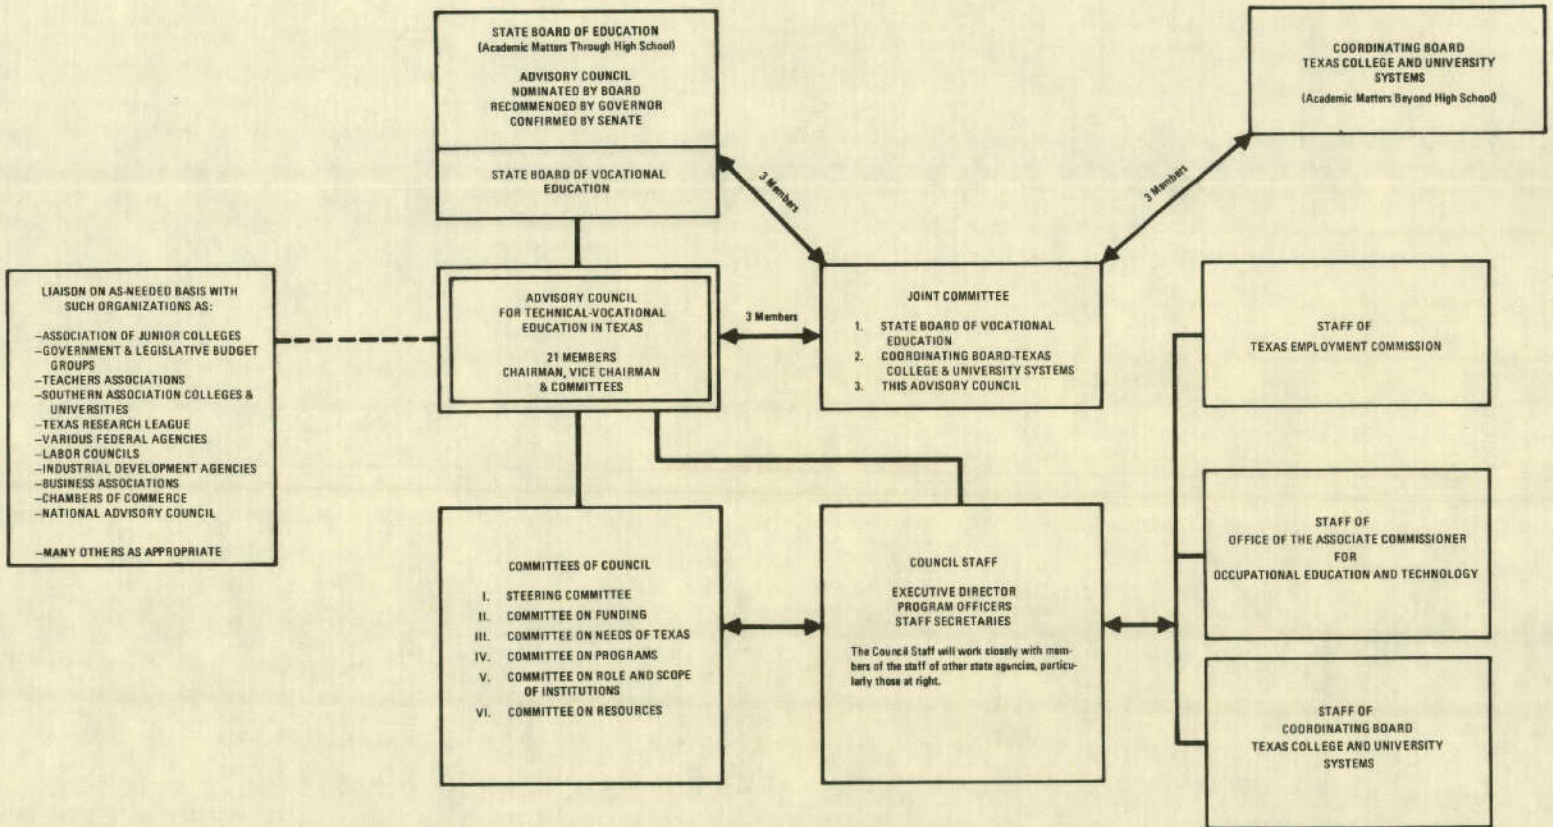 STATE BOARD OF EDUCATION
(Academic Matters Through High School)
ADVISORY COUNCIL
NOMINATED BY BOARD
RECOMMENDED BY GOVERNOR
CONFIRMED BY SENATE
STATE BOARD OF VOCATIONAL
EDUCATION
COORDINATING BOARD
TEXAS COLLEGE AND UNIVERSITY
SYSTEMS
(Academic Matters Beyond High School)
3 Members
3 Members
LIAISON ON AS-NEEDED BASIS WITH
SUCH ORGANIZATIONS AS:
–ASSOCIATION OF JUNIOR COLLEGES
–GOVERNMENT & LEGISLATIVE BUDGET
GROUPS
–TEACHERS ASSOCIATIONS
–SOUTHERN ASSOCIATION COLLEGES &
UNIVERSITIES
–TEXAS RESEARCH LEAGUE
–VARIOUS FEDERAL AGENCIES
–LABOR COUNCILS
–INDUSTRIAL DEVELOPMENT AGENCIES
–BUSINESS ASSOCIATIONS
–CHAMBERS OF COMMERCE
–NATIONAL ADVISORY COUNCIL
–MANY OTHERS AS APPROPRIATE
ADVISORY COUNCIL
FOR TECHNICAL-VOCATIONAL
EDUCATION IN TEXAS
21 MEMBERS
CHAIRMAN, VICE CHAIRMAN
& COMMITTEES
3 Members
JOINT COMMITTEE
1. STATE BOARD OF VOCATIONAL
EDUCATION
2. COORDINATING BOARD-TEXAS
COLLEGE & UNIVERSITY SYSTEMS
3. THIS ADVISORY COUNCIL
STAFF OF
TEXAS EMPLOYMENT COMMISSION
COMMITTEES OF COUNCIL
I. STEERING COMMITTEE
II. COMMITTEE ON FUNDING
III. COMMITTEE ON NEEDS OF TEXAS
IV. COMMITTEE ON PROGRAMS
V. COMMITTEE ON ROLE AND SCOPE
OF INSTITUTIONS
VI. COMMITTEE ON RESOURCES
COUNCIL STAFF
EXECUTIVE DIRECTOR
PROGRAM OFFICERS
STAFF SECRETARIES
The Council Staff will work closely with mem-
bers of the staff of other state agencies, particu-
larly those at right.
STAFF OF
OFFICE OF THE ASSOCIATE COMMISSIONER
FOR
OCCUPATIONAL EDUCATION AND TECHNOLOGY
STAFF OF
COORDINATING BOARD
TEXAS COLLEGE AND UNIVERSITY
SYSTEMS